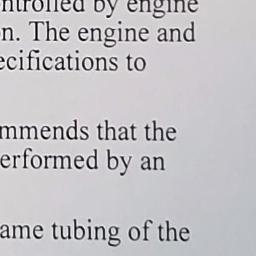 ntrolled by engine
n. The engine and
ecifications to
mmends that the
erformed by an
ame tubing of the